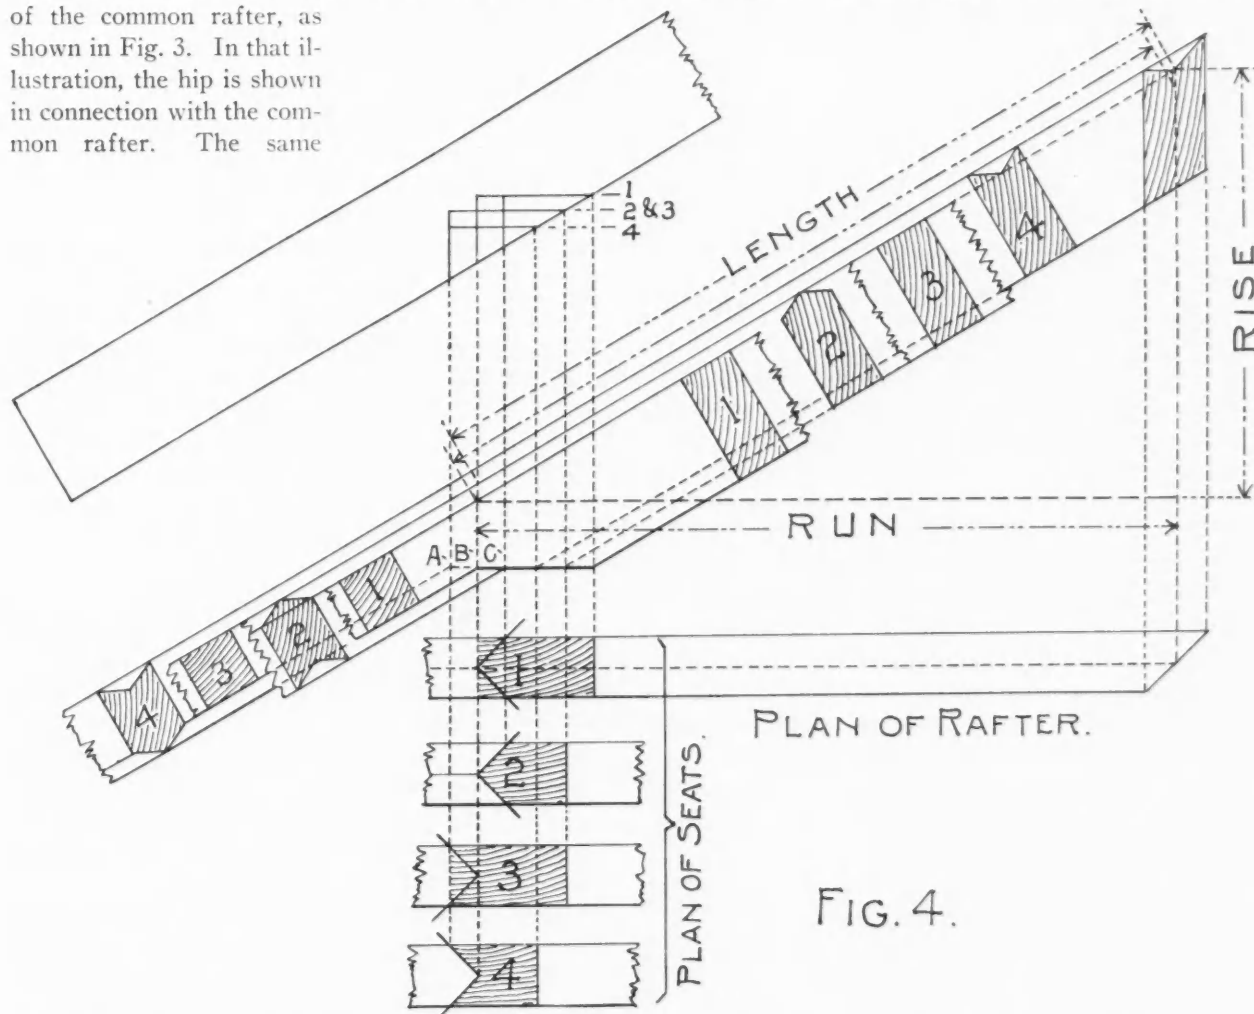 of the common rafter, as
shown in Fig. 3. In that il-
lustration, the hip is shown
in connection with the com-
mon rafter. The same
1
2 & 3
4
LENGTH
RISE
4
3
2
1
RUN
A B C
1
2
3
4
1
2
3
4
PLAN OF RAFTER.
PLAN OF SEATS.
FIG. 4.